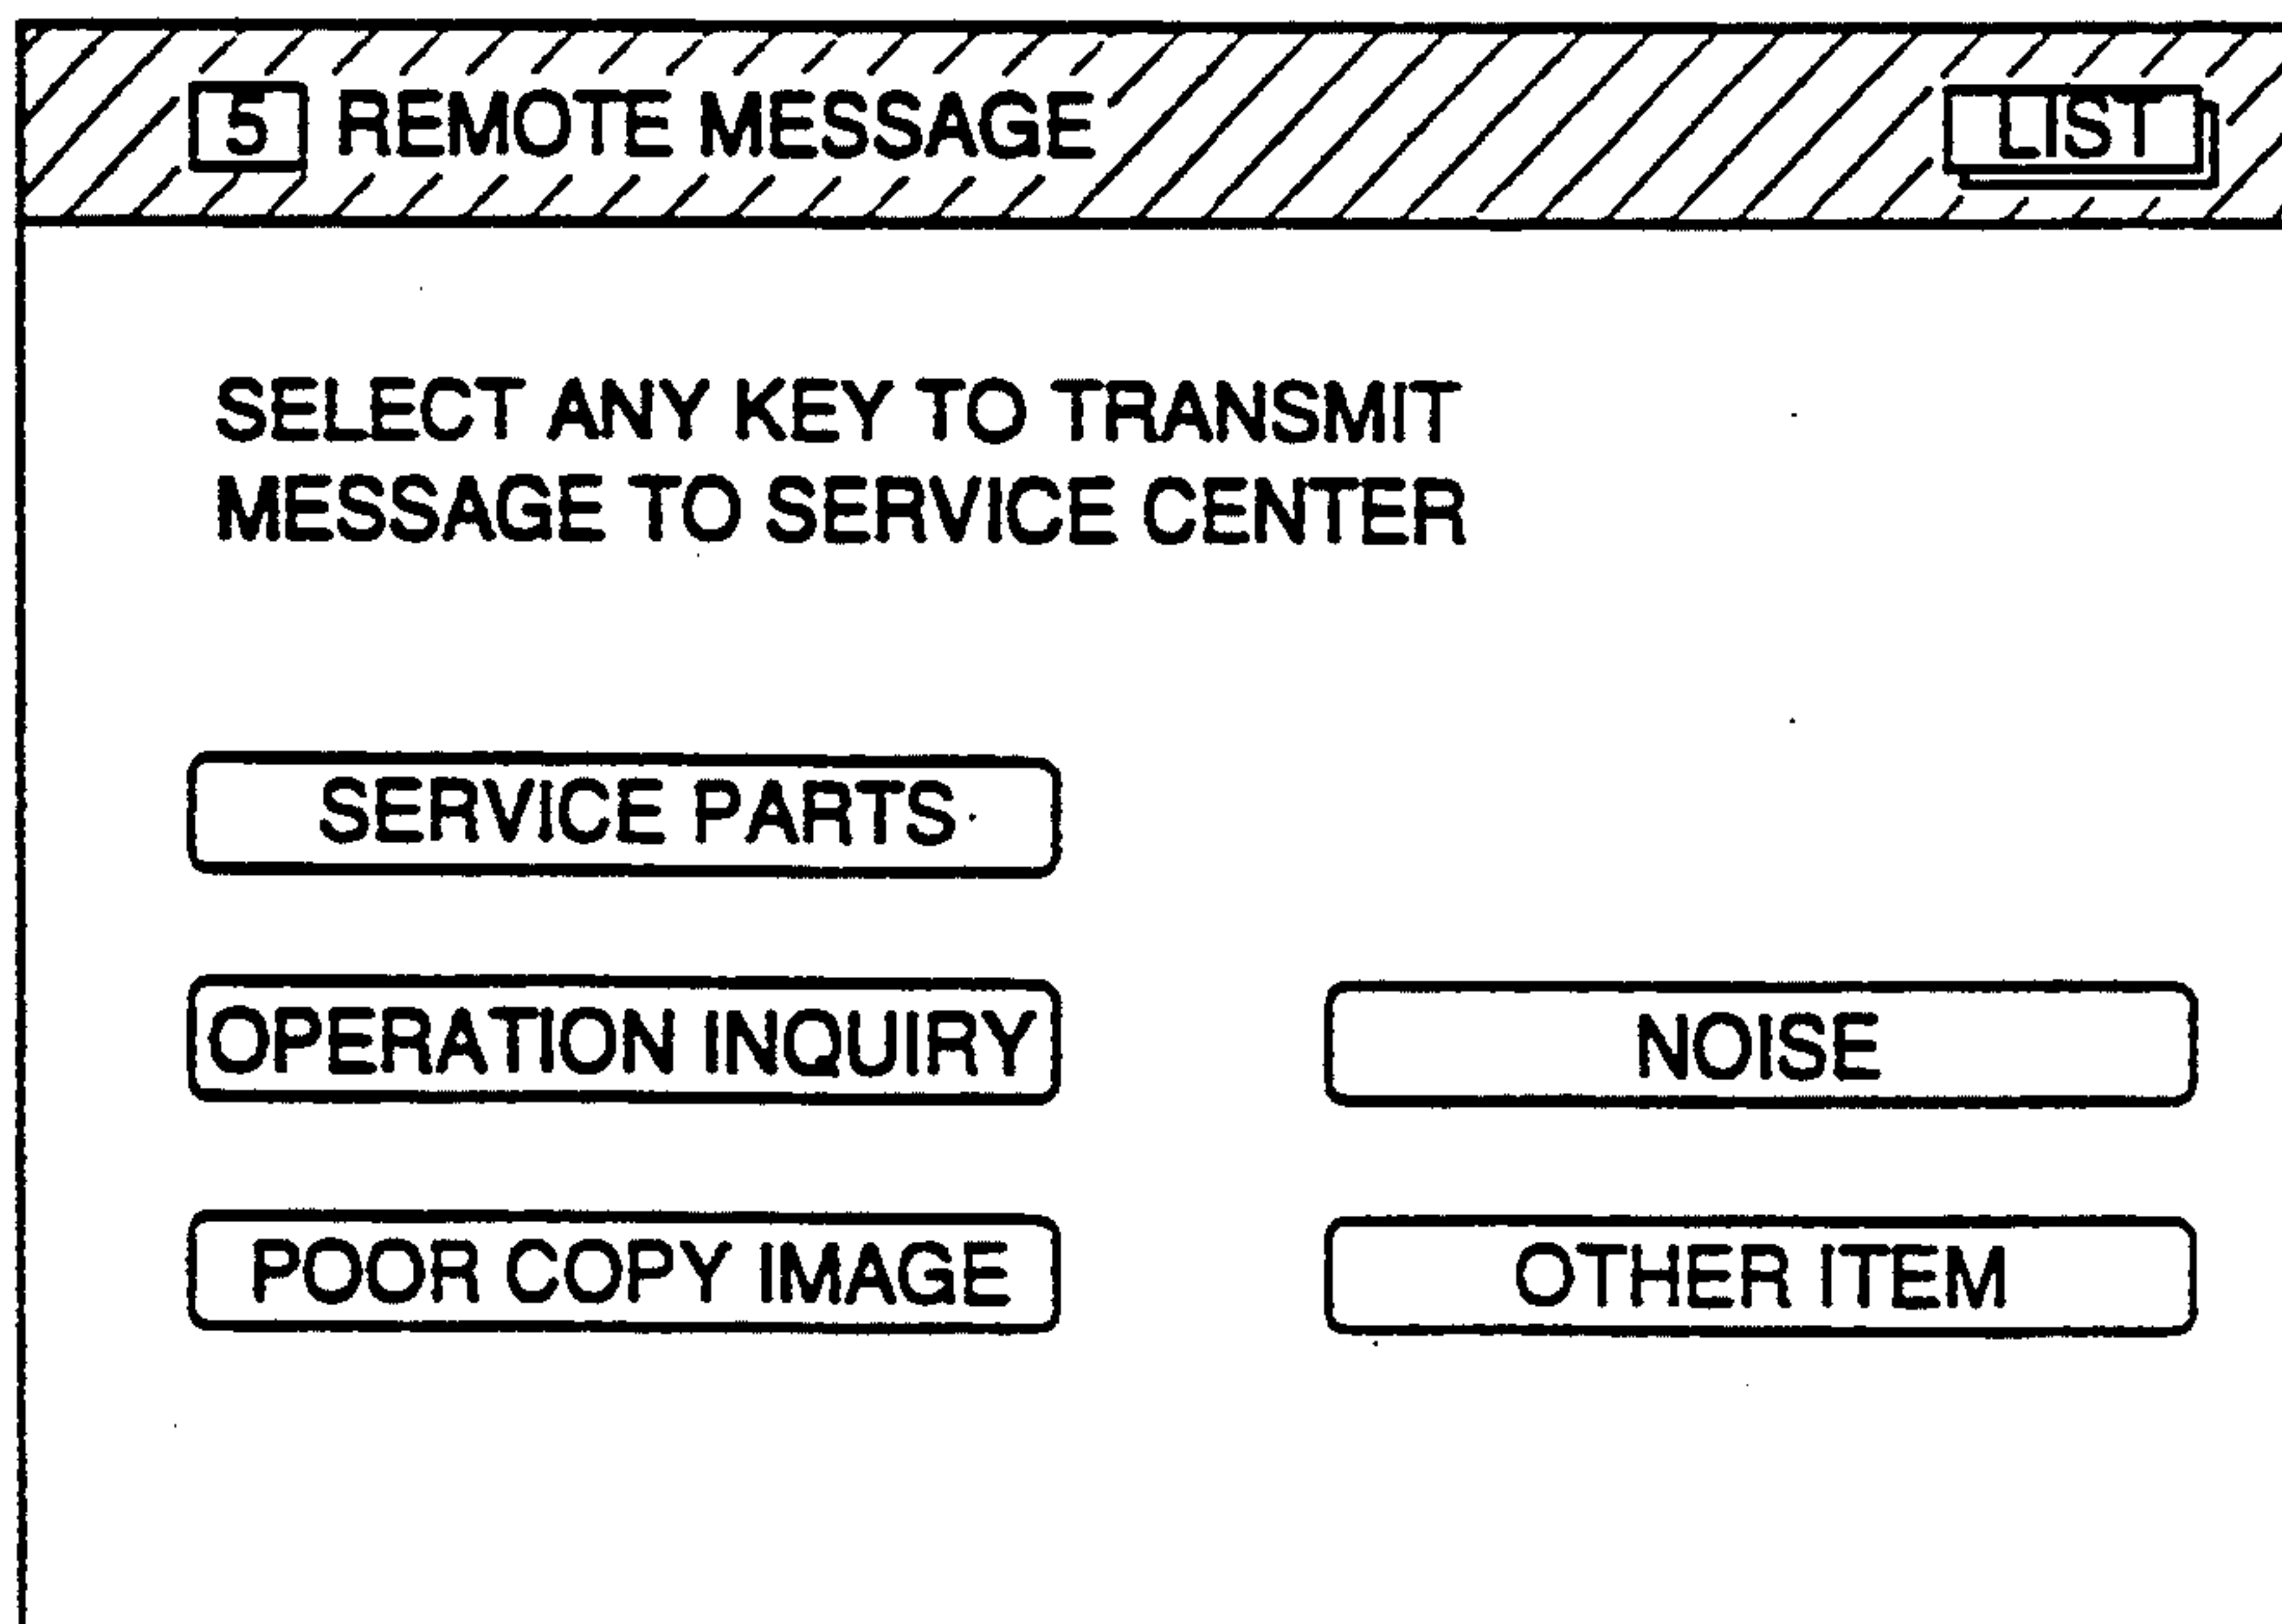 5 REMOTE MESSAGE LIST
SELECT ANY KEY TO TRANSMIT
MESSAGE TO SERVICE CENTER
SERVICE PARTS
OPERATION INQUIRY NOISE
POOR COPY IMAGE OTHER ITEM